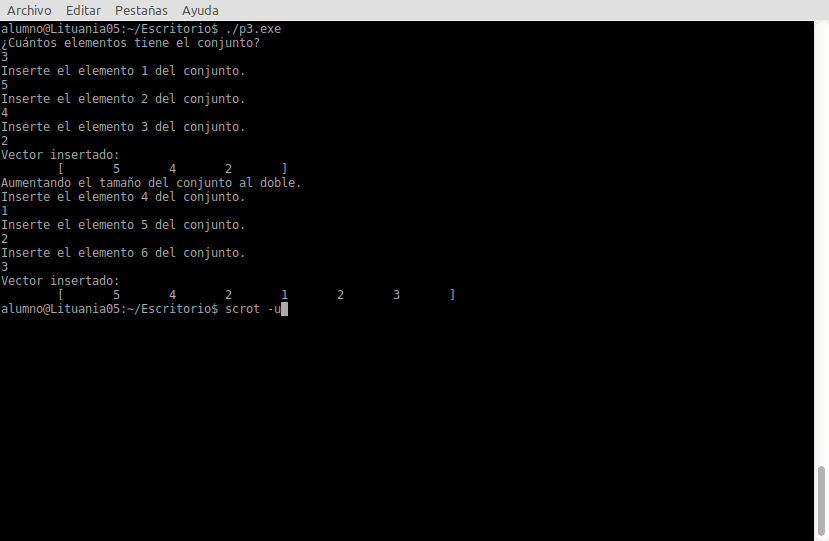 Archivo Editar Pestañas Ayuda
alumno@Lituania05:~/Escritorio$ ./p3.exe
¿Cuántos elementos tiene el conjunto?
3
Inserte el elemento 1 del conjunto.
5
Inserte el elemento 2 del conjunto.
4
Inserte el elemento 3 del conjunto.
2
Vector insertado:
[ 5 4 2 ]
Aumentando el tamaño del conjunto al doble.
Inserte el elemento 4 del conjunto.
1
Inserte el elemento 5 del conjunto.
2
Inserte el elemento 6 del conjunto.
3
Vector insertado:
[ 5 4 2 1 2 3 ]
alumno@Lituania05:~/Escritorio$ scrot -u